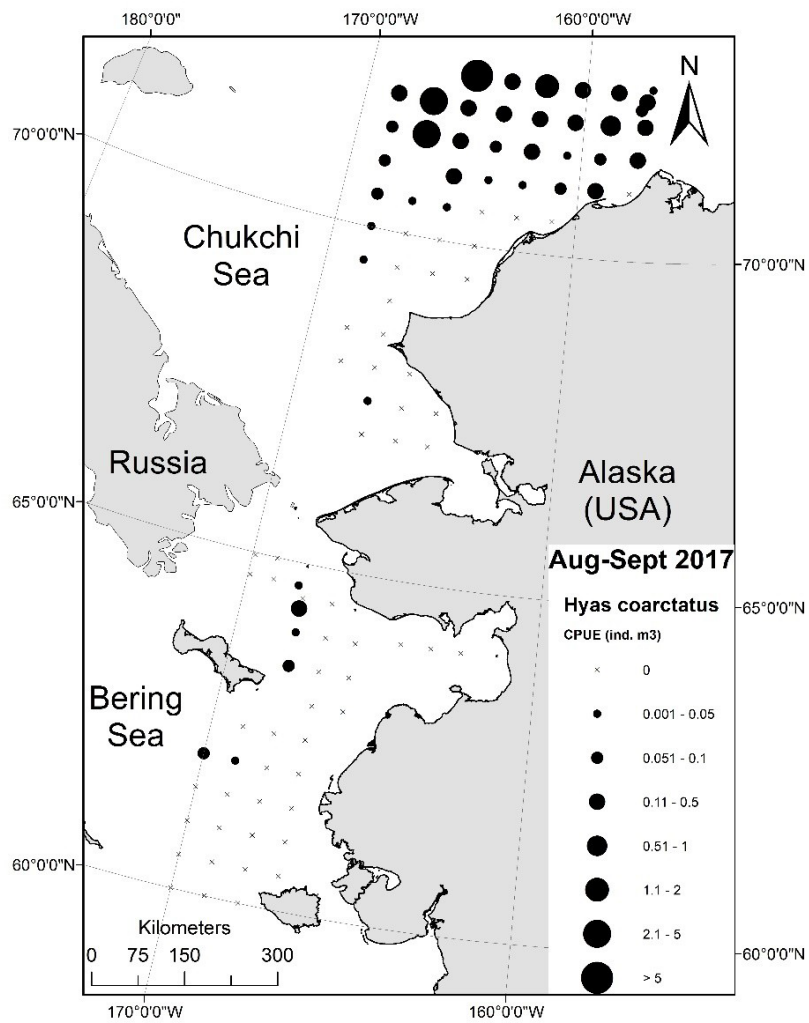 180°0'0"
170°0'0"W
160°0'0"W
N
70°0'0"N
Chukchi
Sea
70°0'0"N
Russia
Alaska
(USA)
65°0'0"N
Aug-Sept 2017
Hyas coarctatus
65°0'0"N
CPUE (ind. m3)
0
Bering
Sea
0.001 - 0.05
0.051 - 0.1
0.11 - 0.5
0.51 - 1
60°0'0"N
1.1 - 2
2.1 - 5
> 5
Kilometers
0 75 150 300
60°0'0"N
170°0'0"W
160°0'0"W